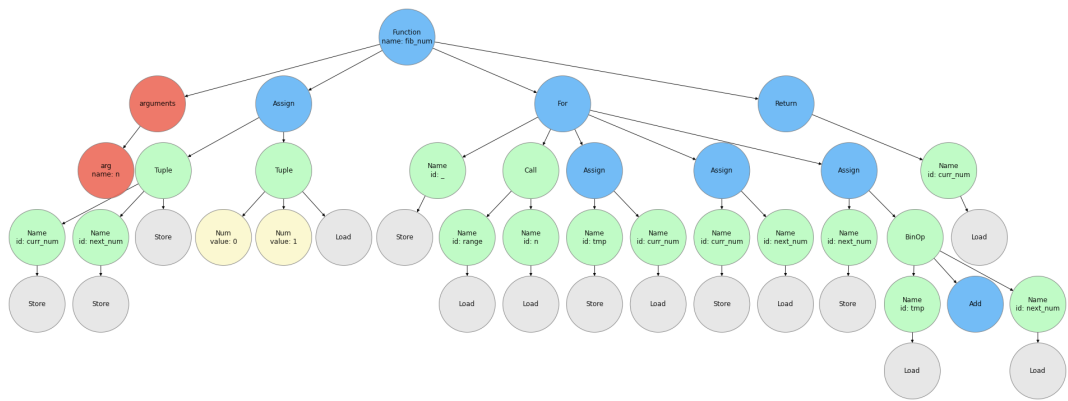 Function
name: fib_num
arguments
Assign
For
Return
arg
name: n
Tuple
Tuple
Name
id: _
Call
Assign
Assign
Assign
Name
id: curr_num
Name
id: curr_num
Name
id: next_num
Store
Num
value: 0
Num
value: 1
Load
Store
Name
id: range
Name
id: n
Name
id: tmp
Name
id: curr_num
Name
id: curr_num
Name
id: next_num
Name
id: next_num
BinOp
Load
Store
Store
Load
Load
Store
Load
Store
Load
Store
Name
id: tmp
Add
Name
id: next_num
Load
Load